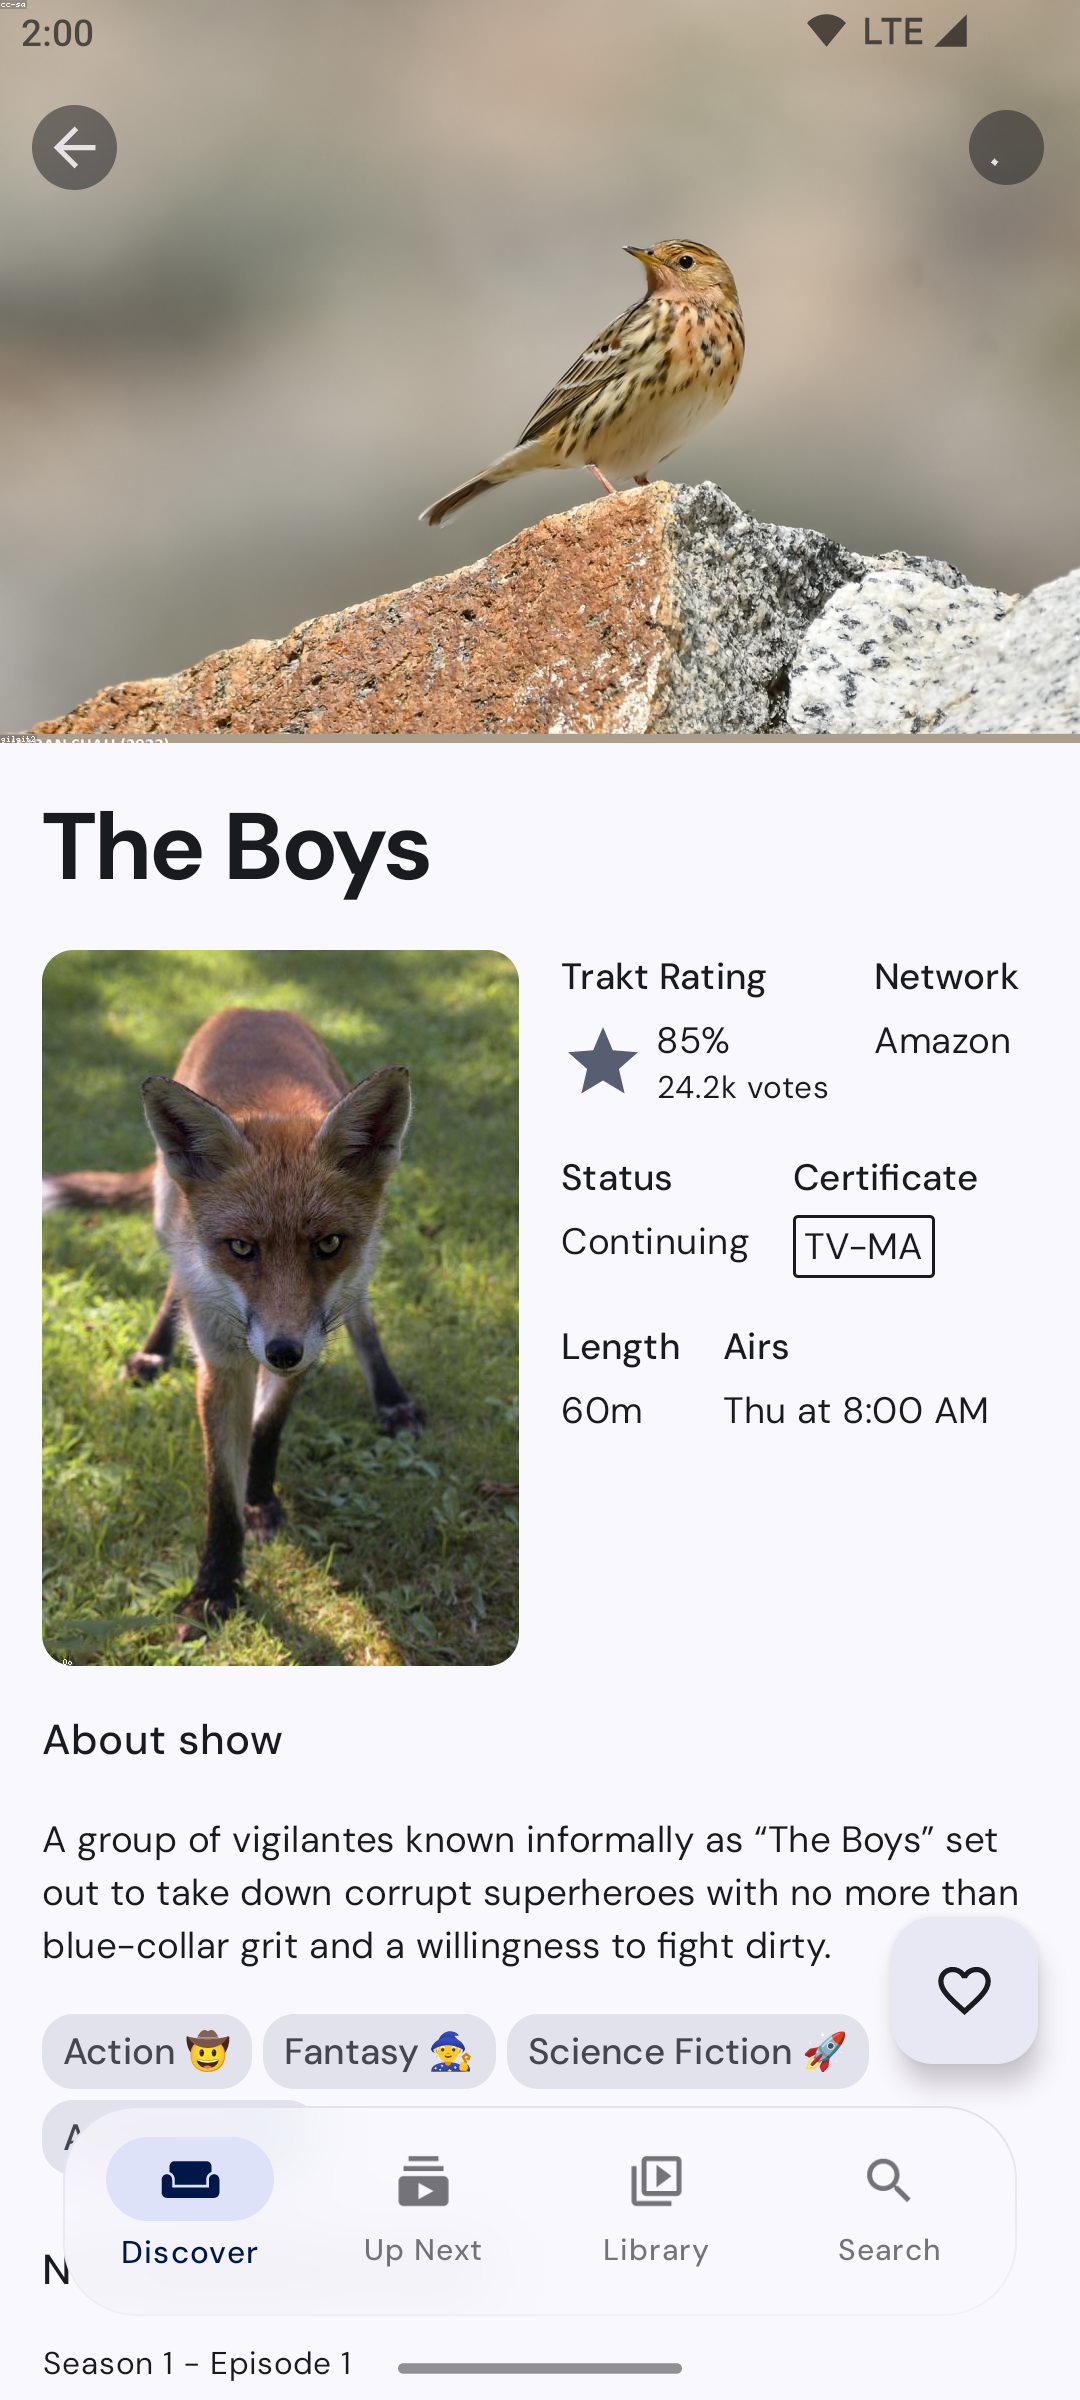 cc-sa
2:00
LTE
gilgit2
The Boys
Trakt Rating
Network
85%
24.2k votes
Amazon
Status
Certificate
Continuing
TV-MA
Length
Airs
60m
Thu at 8:00 AM
About show
A group of vigilantes known informally as “The Boys” set
out to take down corrupt superheroes with no more than
blue-collar grit and a willingness to fight dirty.
Action 🤠
Fantasy 🧙
Science Fiction 🚀
Discover
Up Next
Library
Search
Season 1 - Episode 1